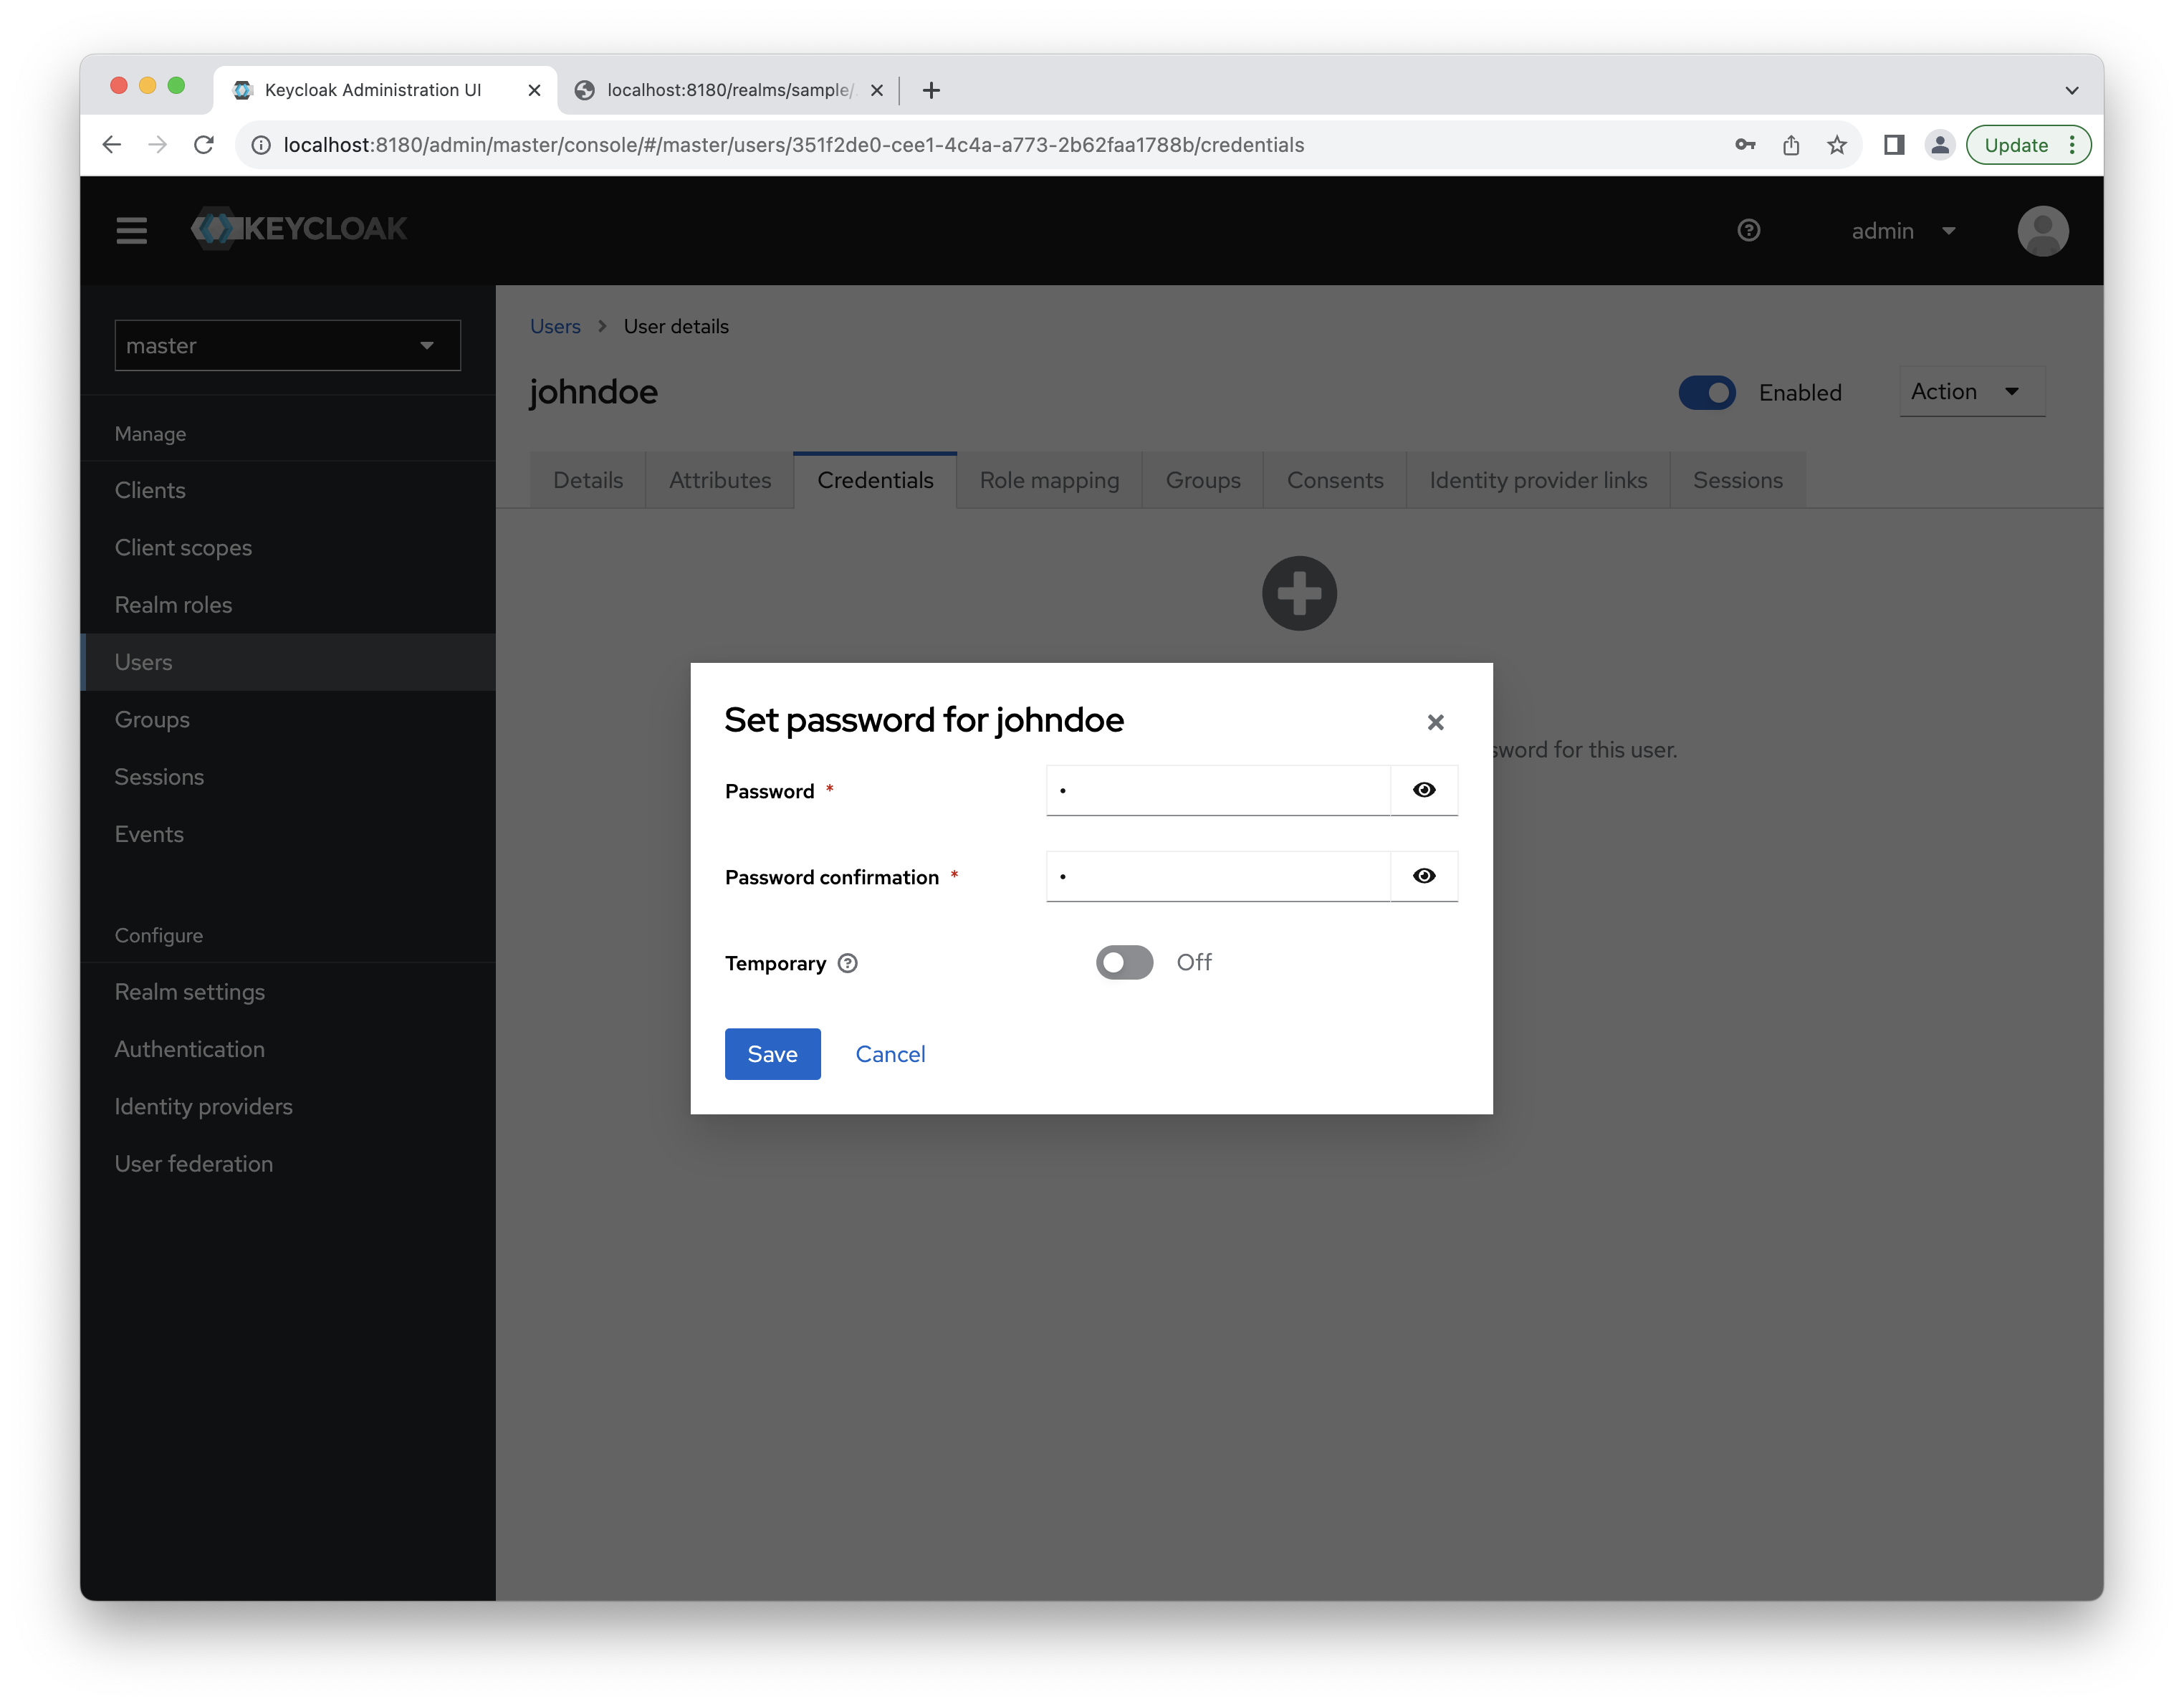 Keycloak Administration UI
localhost:8180/realms/sample/
localhost:8180/admin/master/console/#/master/users/351f2de0-cee1-4c4a-a773-2b62faa1788b/credentials
Update
KEYCLOAK
admin
master
Manage
Clients
Client scopes
Realm roles
Users
Groups
Sessions
Events
Configure
Realm settings
Authentication
Identity providers
User federation
Users User details
johndoe
Enabled
Action
Details Attributes Credentials Role mapping Groups Consents Identity provider links Sessions
for this user.
Set password for johndoe
Password *
Password confirmation *
Temporary
Off
Save Cancel